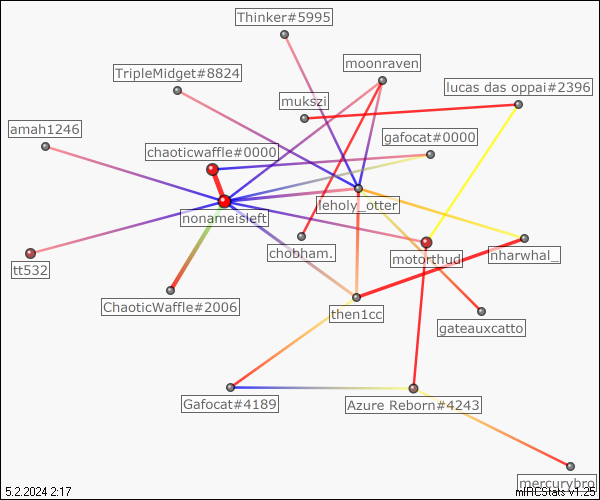 Thinker#5995
moonraven
TripleMidget#8824
lucas das oppai#2396
mukszi
amah1246
gafocat#0000
chaoticwaffle#0000
leholy_otter
nonameisleft
chobham.
motorthud
nharwhal_
tt532
ChaoticWaffle#2006
then1cc
gateauxcatto
Gafocat#4189
Azure Reborn#4243
mercurybro
5.2.2024 2:17
mIRCStats v1.25